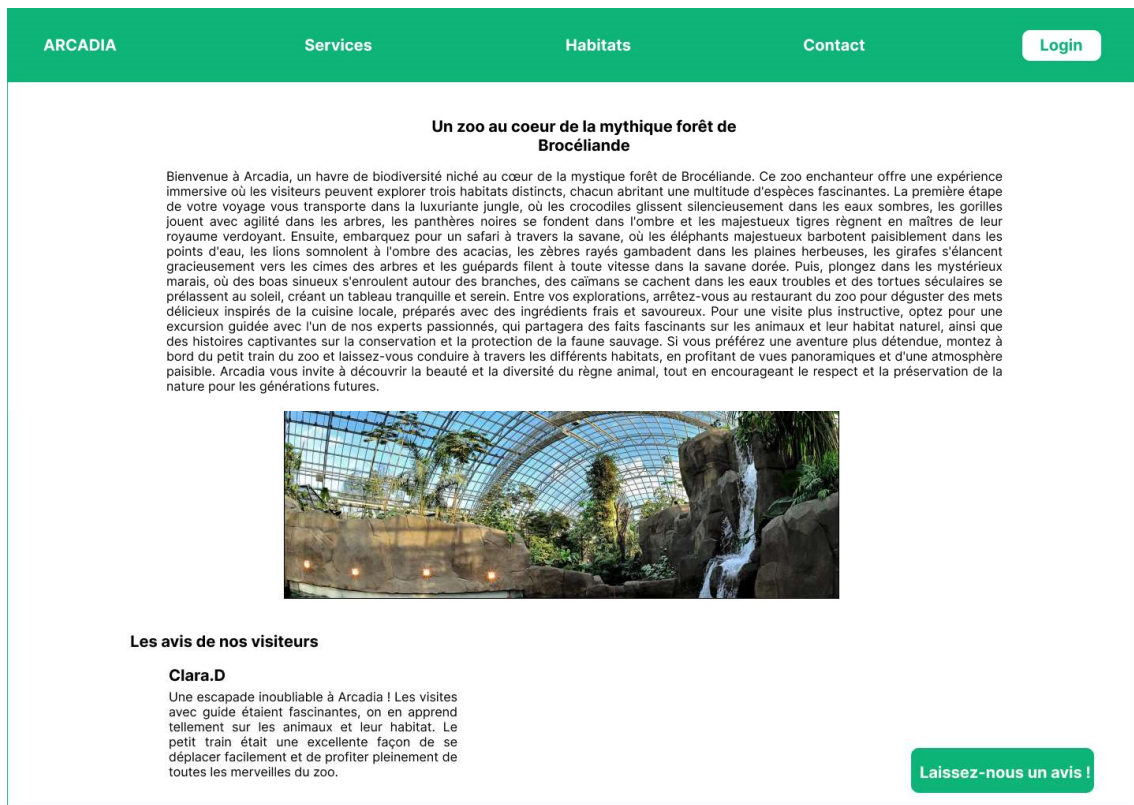 ARCADIA Services Habitats Contact Login
Un zoo au coeur de la mythique forêt de
Brocéliande
Bienvenue à Arcadia, un havre de biodiversité niché au cœur de la mystique forêt de Brocéliande. Ce zoo enchanteur offre une expérience
immersive où les visiteurs peuvent explorer trois habitats distincts, chacun abritant une multitude d'espèces fascinantes. La première étape
de votre voyage vous transporte dans la luxuriante jungle, où les crocodiles glissent silencieusement dans les eaux sombres, les gorilles
jouent avec agilité dans les arbres, les panthères noires se fondent dans l'ombre et les majestueux tigres règnent en maîtres de leur
royaume verdoyant. Ensuite, embarquez pour un safari à travers la savane, où les éléphants majestueux barbotent paisiblement dans les
points d'eau, les lions somnolent à l'ombre des acacias, les zèbres rayés gambadent dans les plaines herbeuses, les girafes s'élancent
gracieusement vers les cimes des arbres et les guépards filent à toute vitesse dans la savane dorée. Puis, plongez dans les mystérieux
marais, où des boas sinueux s'enroulent autour des branches, des caïmans se cachent dans les eaux troubles et des tortues séculaires se
prélassent au soleil, créant un tableau tranquille et serein. Entre vos explorations, arrêtez-vous au restaurant du zoo pour déguster des mets
délicieux inspirés de la cuisine locale, préparés avec des ingrédients frais et savoureux. Pour une visite plus instructive, optez pour une
excursion guidée avec l'un de nos experts passionnés, qui partagera des faits fascinants sur les animaux et leur habitat naturel, ainsi que
des histoires captivantes sur la conservation et la protection de la faune sauvage. Si vous préférez une aventure plus détendue, montez à
bord du petit train du zoo et laissez-vous conduire à travers les différents habitats, en profitant de vues panoramiques et d'une atmosphère
paisible. Arcadia vous invite à découvrir la beauté et la diversité du règne animal, tout en encourageant le respect et la préservation de la
nature pour les générations futures.
Les avis de nos visiteurs
Clara.D
Une escapade inoubliable à Arcadia ! Les visites
avec guide étaient fascinantes, on en apprend
tellement sur les animaux et leur habitat. Le
petit train était une excellente façon de se
déplacer facilement et de profiter pleinement de
toutes les merveilles du zoo.
Laissez-nous un avis !